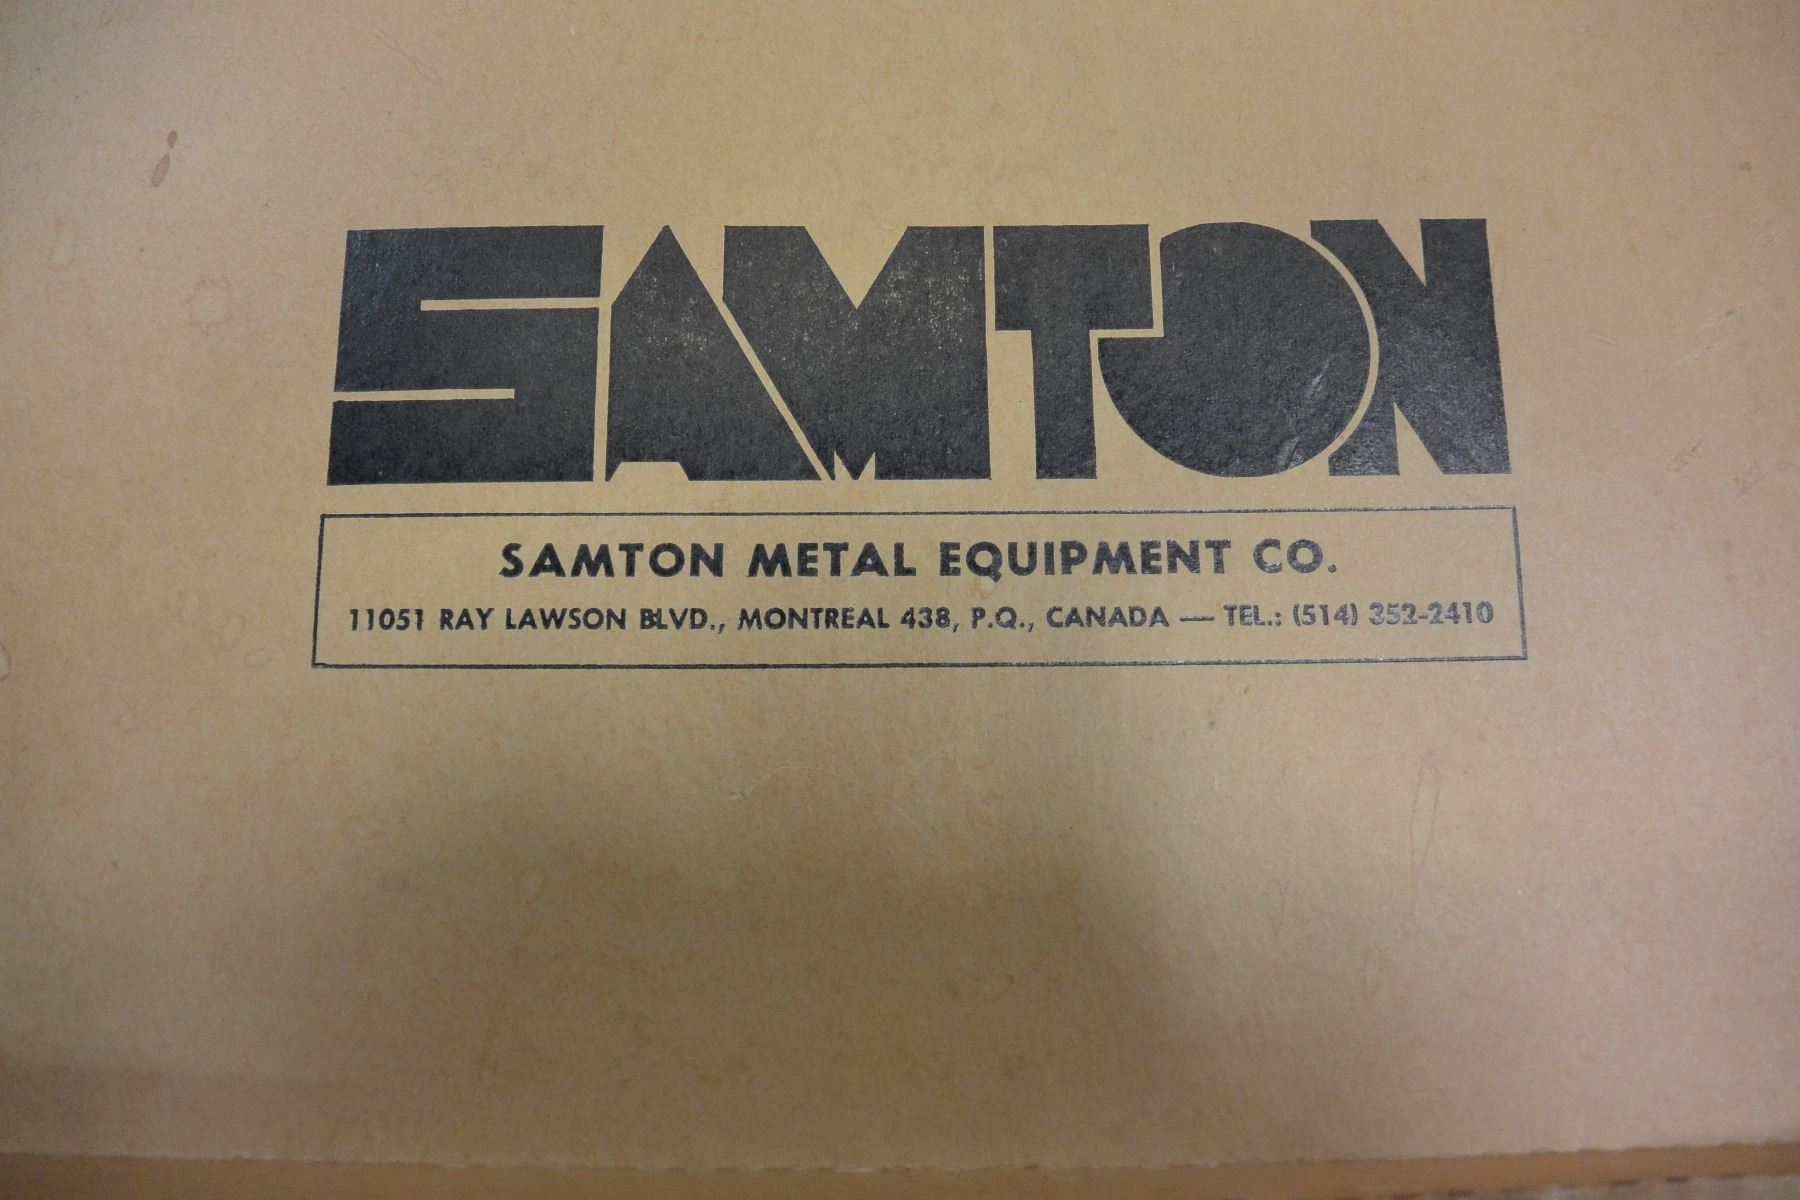 SAMTON
SAMTON METAL EQUIPMENT CO.
11051 RAY LAWSON BLVD., MONTREAL 438, P.Q., CANADA — TEL.: (514) 352-2410